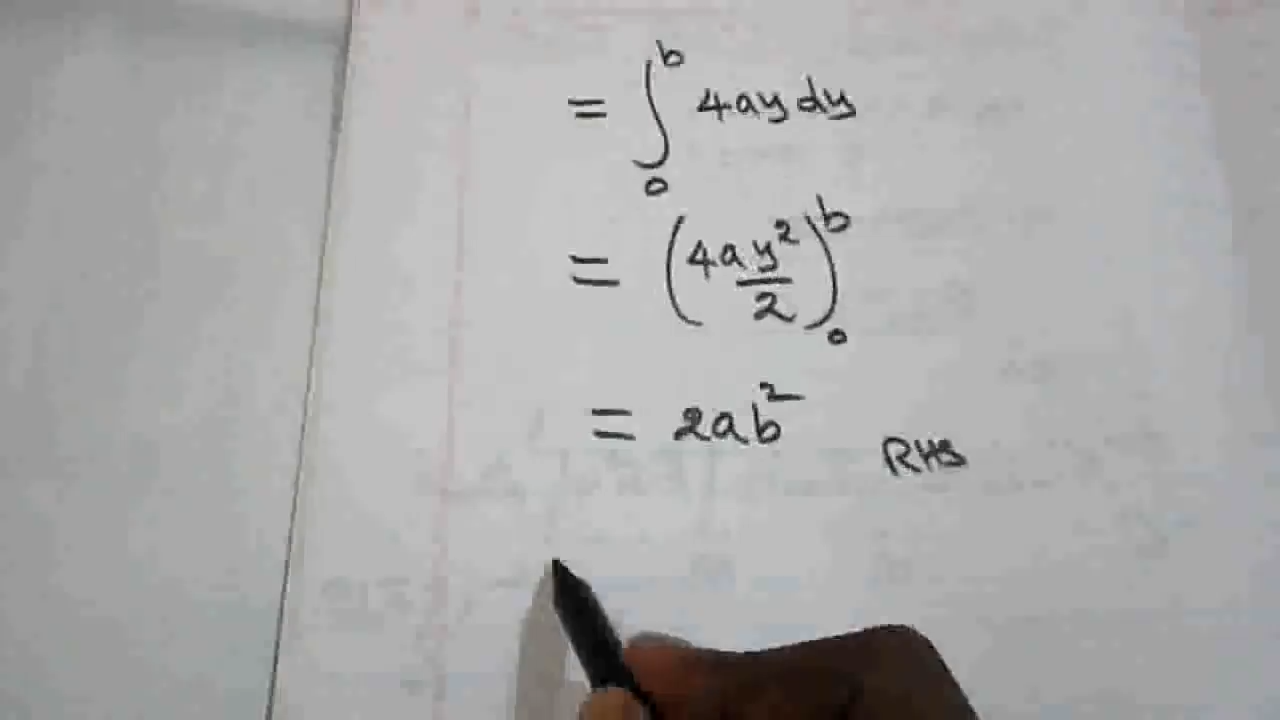 = ∫₀ᵇ 4ay dy
= (4a y²/2)₀ᵇ
= 2ab²
RHS